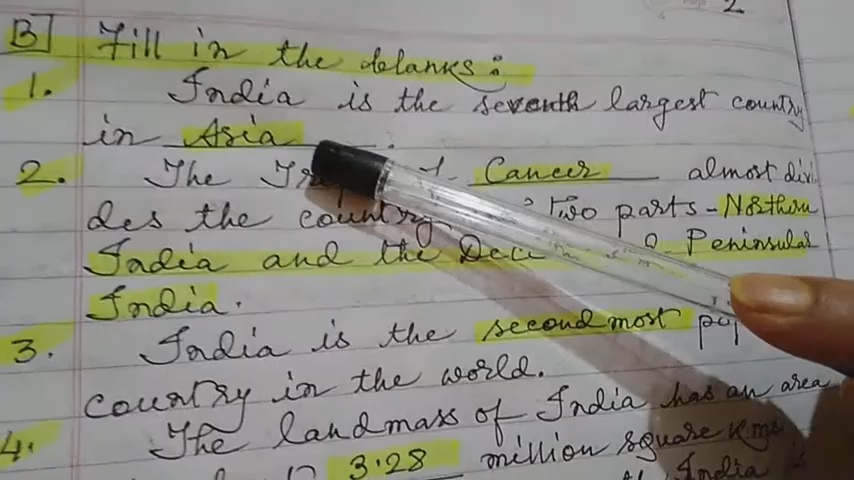 2
B] Fill in the blanks:
1. India is the seventh largest country
in Asia.
2. The Cancer almost divi
des the country two parts - Northern
India and the Peninsular
India.
3. India is the second most
country in the world.
4. The landmass of India has an area
3.28 million square kms
India